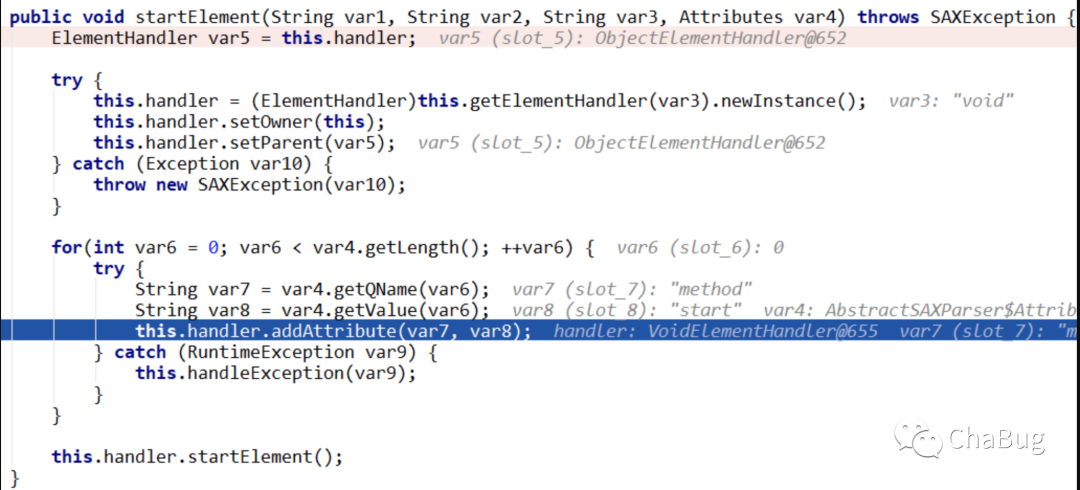 public void startElement(String var1, String var2, String var3, Attributes var4) throws SAXException {
    ElementHandler var5 = this.handler;  var5 (slot_5): ObjectElementHandler@652

    try {
        this.handler = (ElementHandler)this.getElementHandler(var3).newInstance();  var3: "void"
        this.handler.setOwner(this);
        this.handler.setParent(var5);  var5 (slot_5): ObjectElementHandler@652
    } catch (Exception var10) {
        throw new SAXException(var10);
    }

    for(int var6 = 0; var6 < var4.getLength(); ++var6) {  var6 (slot_6): 0
        try {
            String var7 = var4.getQName(var6);  var7 (slot_7): "method"
            String var8 = var4.getValue(var6);  var8 (slot_8): "start"  var4: AbstractSAXParser$Attrib
            this.handler.addAttribute(var7, var8);  handler: VoidElementHandler@655  var7 (slot_7): "m
        } catch (RuntimeException var9) {
            this.handleException(var9);
        }
    }

    this.handler.startElement();
}
ChaBug